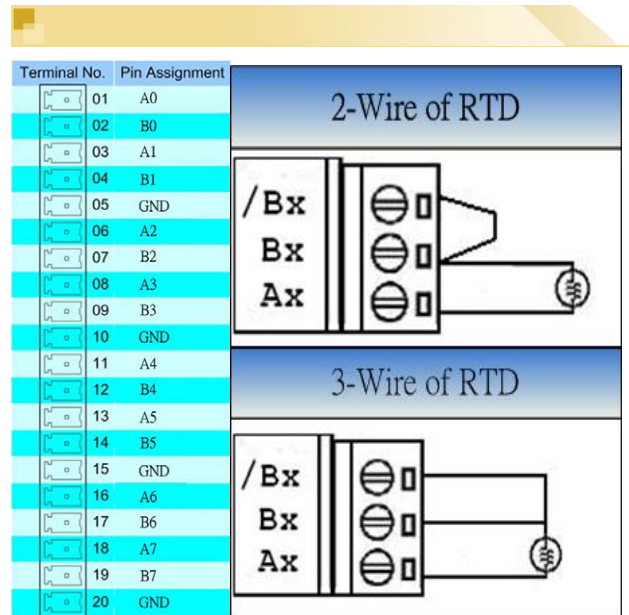 Terminal No. Pin Assignment
01 A0
02 B0
03 A1
04 B1
05 GND
06 A2
07 B2
08 A3
09 B3
10 GND
11 A4
12 B4
13 A5
14 B5
15 GND
16 A6
17 B6
18 A7
19 B7
20 GND
2-Wire of RTD
/Bx
Bx
Ax
3-Wire of RTD
/Bx
Bx
Ax